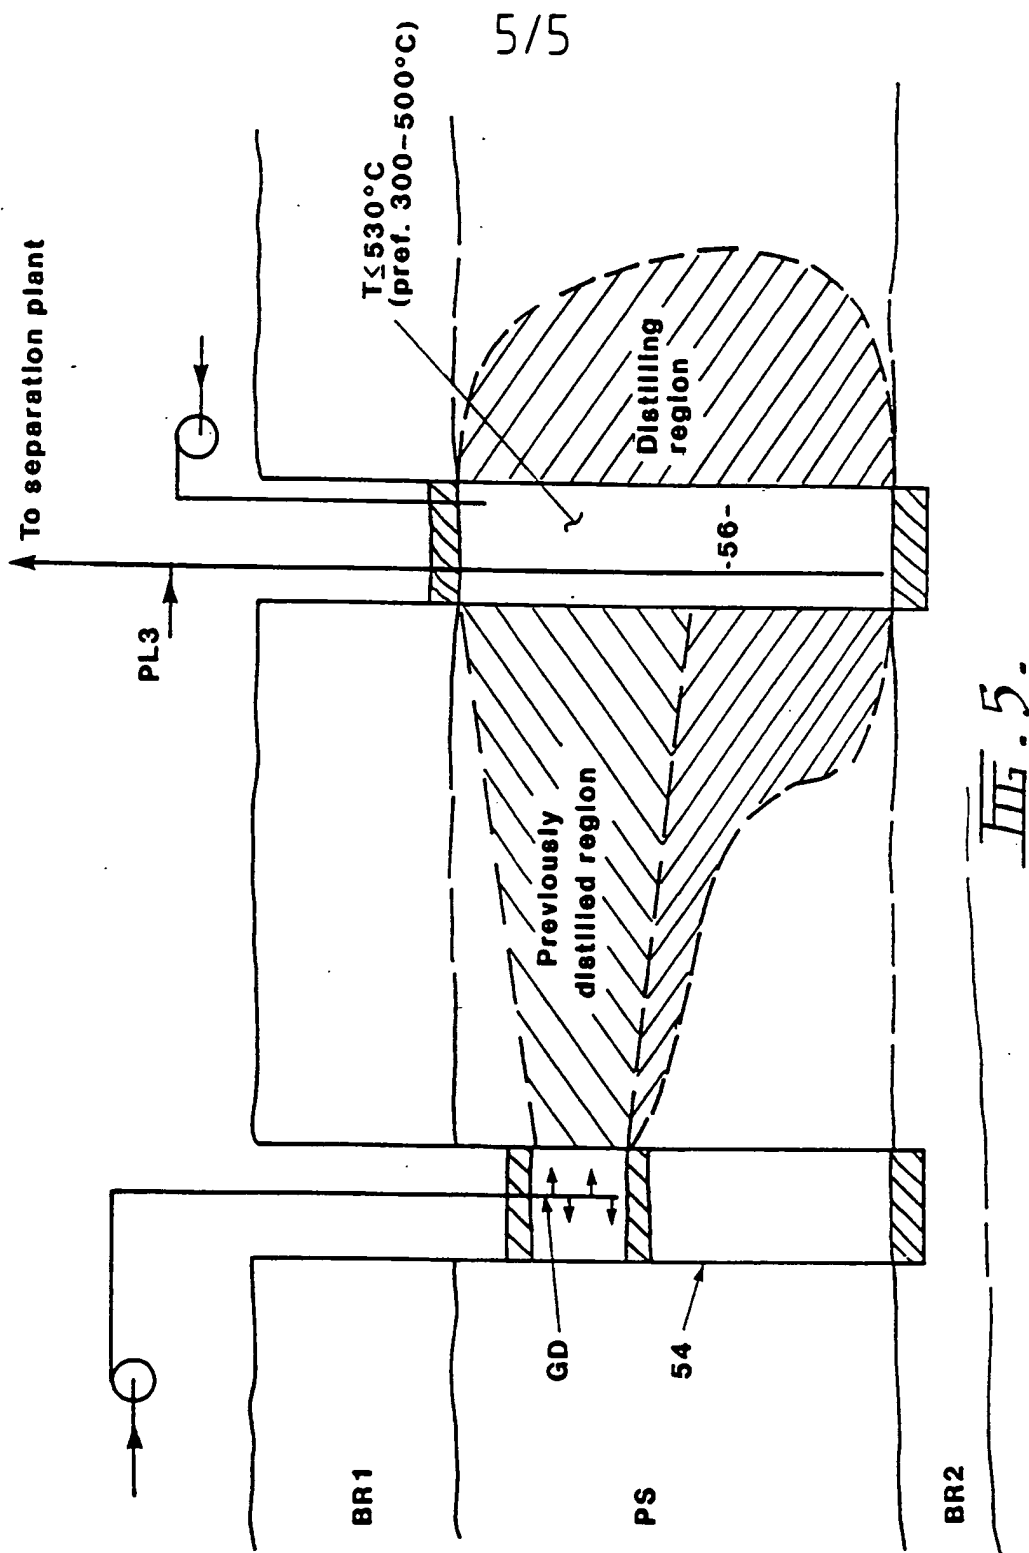 5/5
To separation plant
PL3
T≤530°C
(pref. 300-500°C)
Distilling
region
-56-
Previously
distilled region
GD
54
BR1
PS
BR2
FIG. 5.